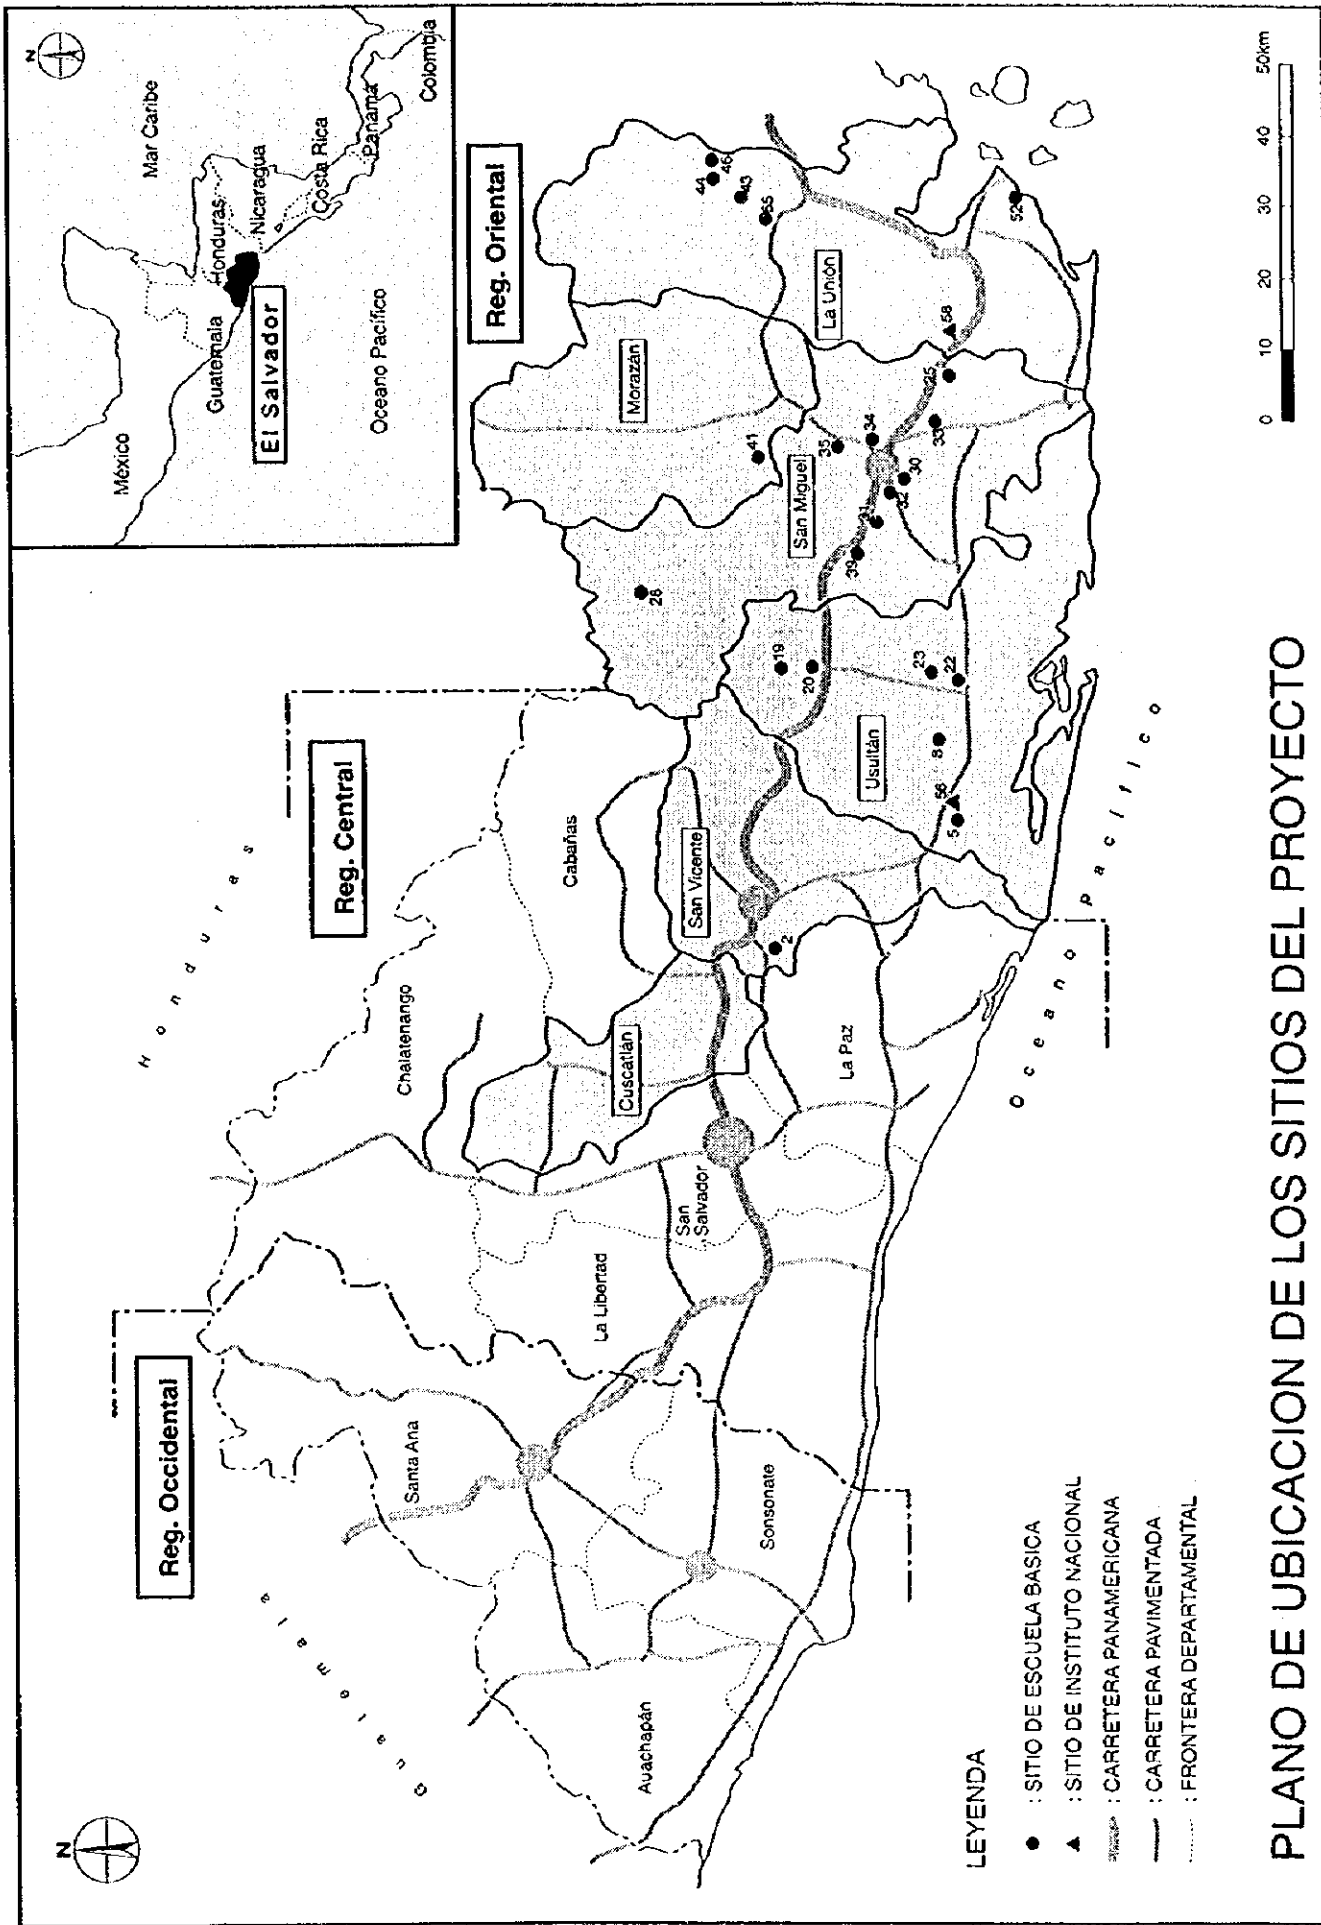 N
México
Guatemala
Honduras
Mar Caribe
Nicaragua
Costa Rica
Panamá
Colombia
El Salvador
Oceano Pacífico
N
Reg. Occidental
Reg. Central
Reg. Oriental
Guatemala
Honduras
Santa Ana
Chalatenango
Cabañas
Morazán
Auachapán
Sonsonate
La Libertad
San
Salvador
Cuscatlán
San Vicente
La Paz
Usultán
San Miguel
La Unión
28
41
44
46
43
65
19
20
35
34
39
31
32
30
33
25
58
52
23
22
8
56
5
2
Oceano Pacífico
LEYENDA
● : SITIO DE ESCUELA BASICA
▲ : SITIO DE INSTITUTO NACIONAL
: CARRETERA PANAMERICANA
: CARRETERA PAVIMENTADA
: FRONTERA DEPARTAMENTAL
0 10 20 30 40 50km
PLANO DE UBICACION DE LOS SITIOS DEL PROYECTO